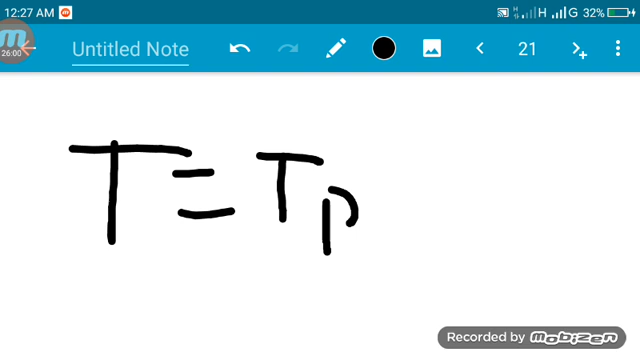 12:27 AM H H G 32%
26:00 Untitled Note 21
T = Tp
Recorded by mobizen